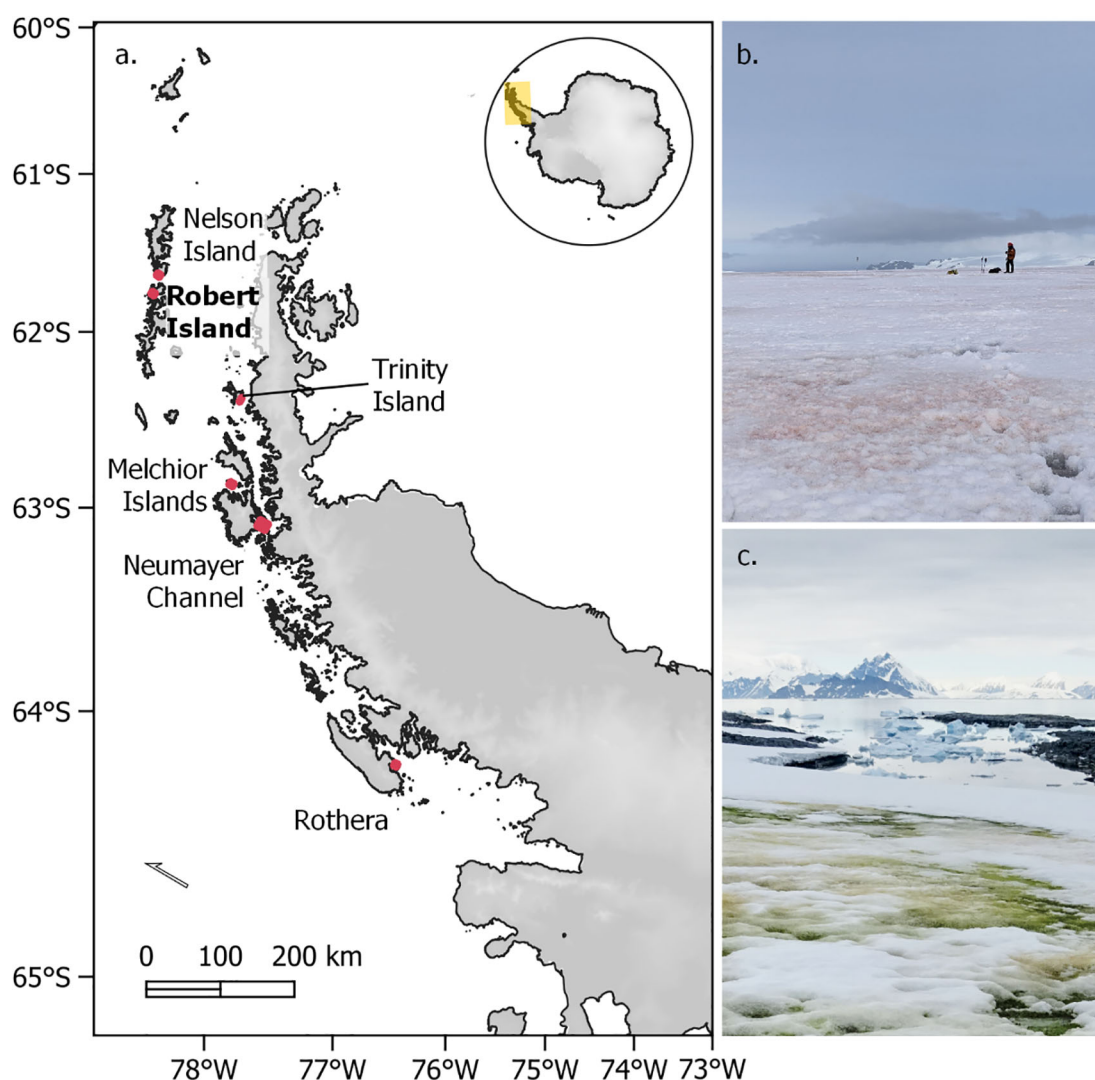 60°S
a.
b.
61°S
Nelson
Island
Robert
Island
62°S
Trinity
Island
Melchior
Islands
63°S
Neumayer
Channel
c.
64°S
Rothera
0 100 200 km
65°S
78°W 77°W 76°W 75°W 74°W 73°W